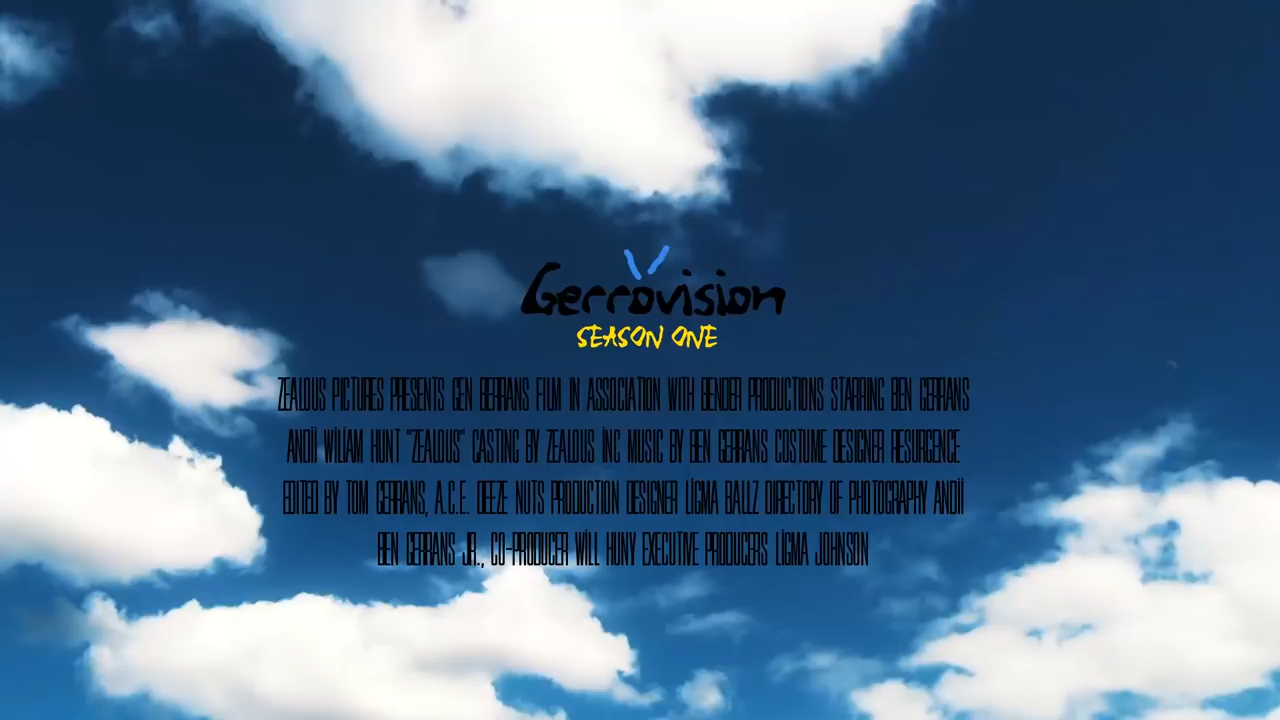 Gerrovision
SEASON ONE
ZEALOUS PICTURES PRESENTS GEN GERRANS FILM IN ASSOCIATION WITH BENDER PRODUCTIONS STARRING BEN GERRANS
ANDII WILIAM HUNT "ZEALOUS" CASTING BY ZEALOUS INC MUSIC BY BEN GERRANS COSTUME DESIGNER RESURGENCE
EDITED BY TOM GERRANS, A.C.E. DEEZE NUTS PRODUCTION DESIGNER LIGMA BALLZ DIRECTORY OF PHOTOGRAPHY ANDII
BEN GERRANS JR., CO-PRODUCER WILL HUNY EXECUTIVE PRODUCERS LIGMA JOHNSON